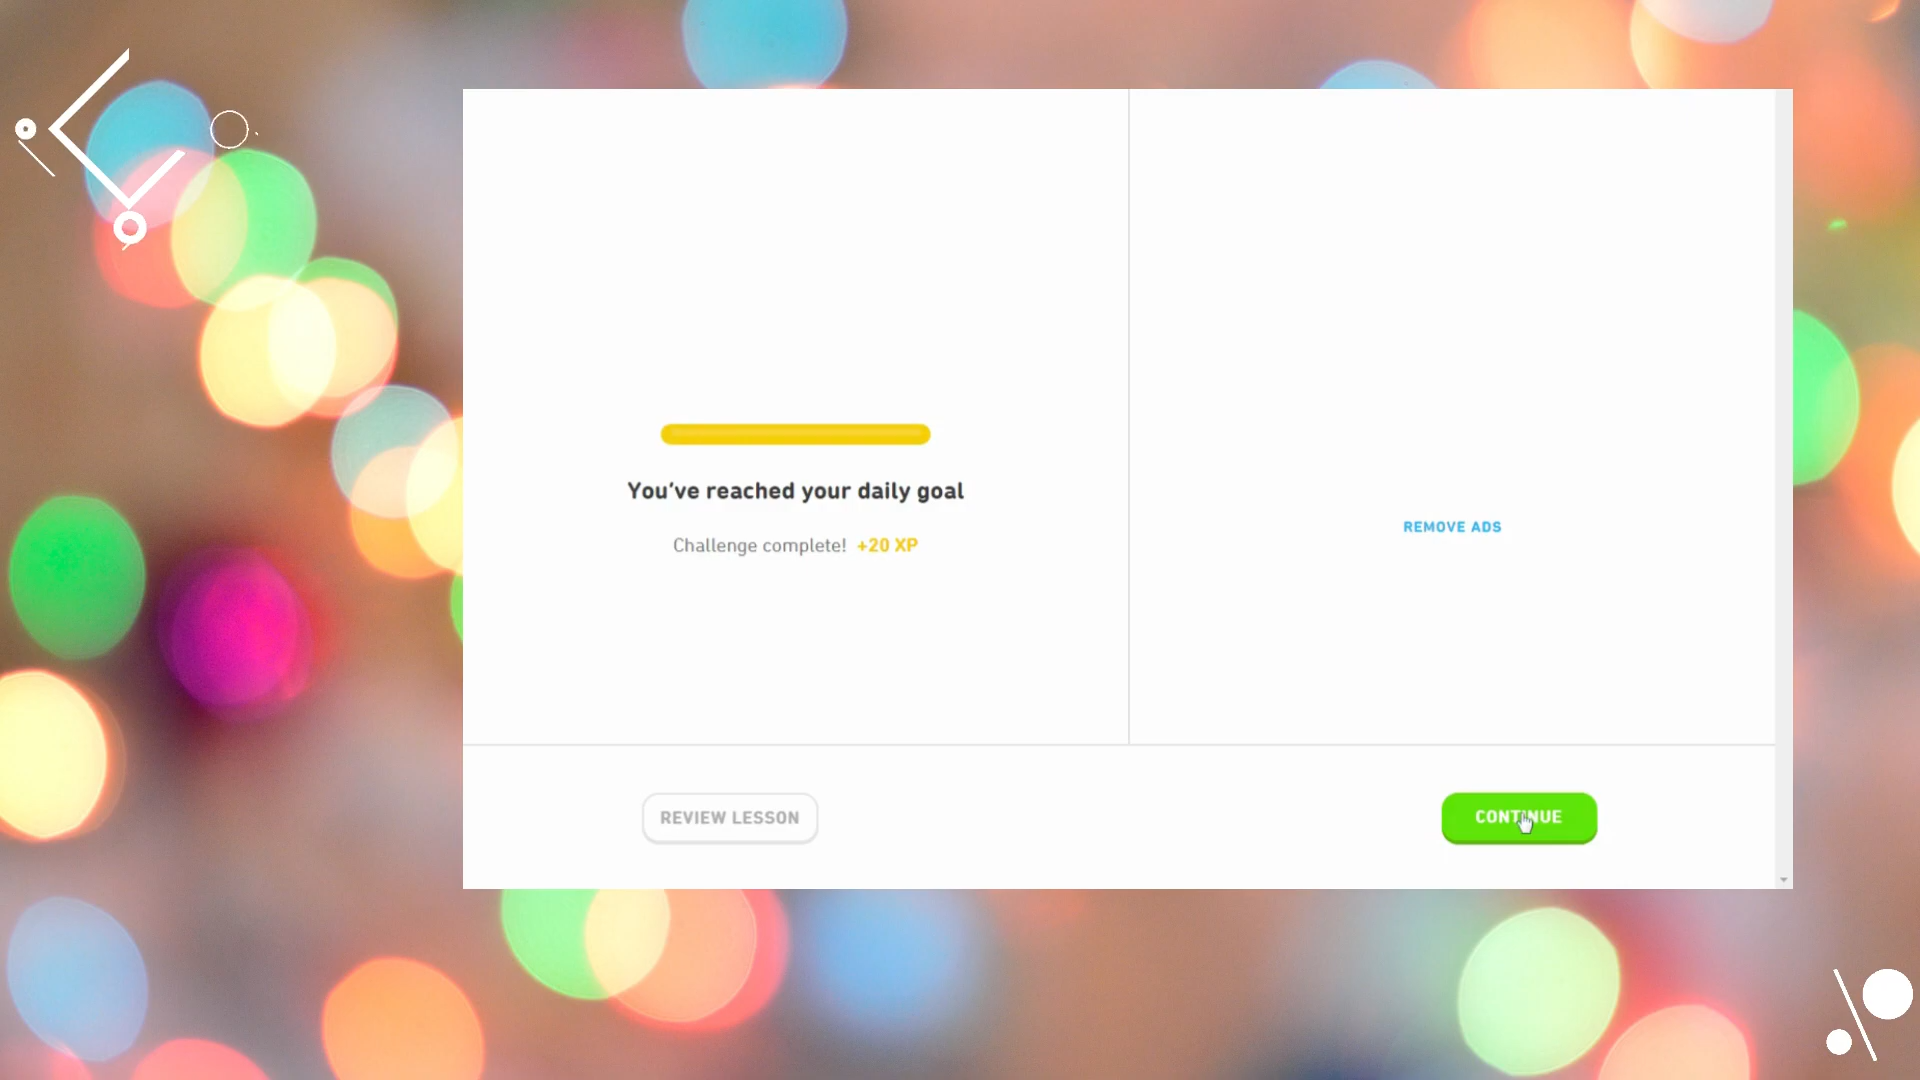 You've reached your daily goal
Challenge complete! +20 XP
REMOVE ADS
REVIEW LESSON
CONTINUE